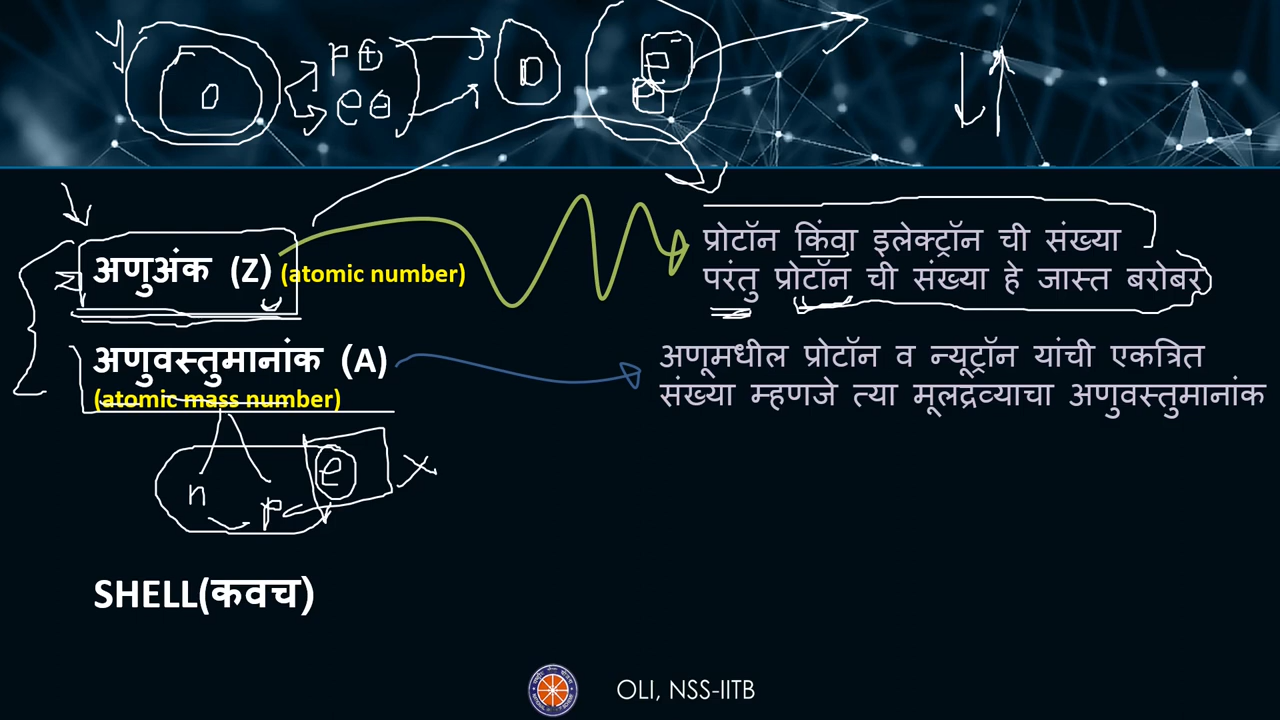 p⊕
e⊖
e
p
प्रोटॉन किंवा इलेक्ट्रॉन ची संख्या
अणुअंक (Z) (atomic number)
परंतु प्रोटॉन ची संख्या हे जास्त बरोबर
अणुवस्तुमानांक (A)
(atomic mass number)
अणूमधील प्रोटॉन व न्यूट्रॉन यांची एकत्रित
संख्या म्हणजे त्या मूलद्रव्याचा अणुवस्तुमानांक
n p e x
SHELL(कवच)
OLI, NSS-IITB